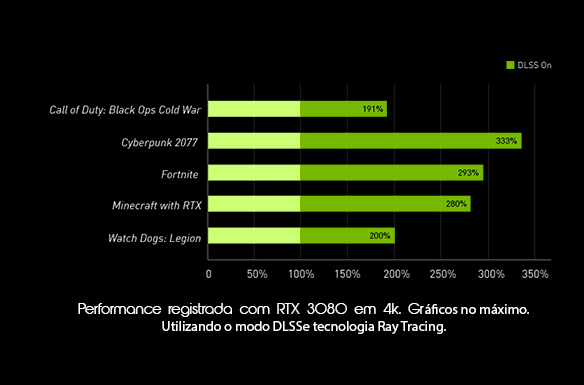 DLSS On
Call of Duty: Black Ops Cold War 191%
Cyberpunk 2077 333%
Fortnite 293%
Minecraft with RTX 280%
Watch Dogs: Legion 200%
0 50% 100% 150% 200% 250% 300% 350%
Performance registrada com RTX 3080 em 4k. Gráficos no máximo.
Utilizando o modo DLSSe tecnologia Ray Tracing.